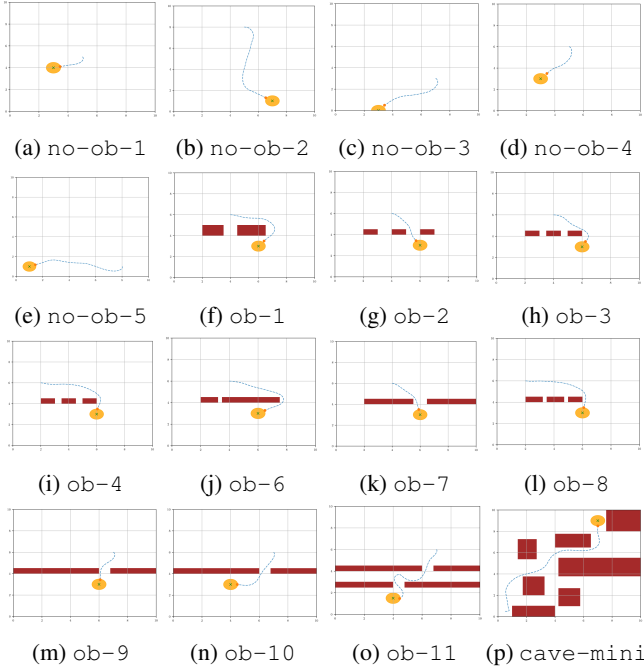 (a) no-ob-1
(b) no-ob-2
(c) no-ob-3
(d) no-ob-4
(e) no-ob-5
(f) ob-1
(g) ob-2
(h) ob-3
(i) ob-4
(j) ob-6
(k) ob-7
(l) ob-8
(m) ob-9
(n) ob-10
(o) ob-11
(p) cave-mini